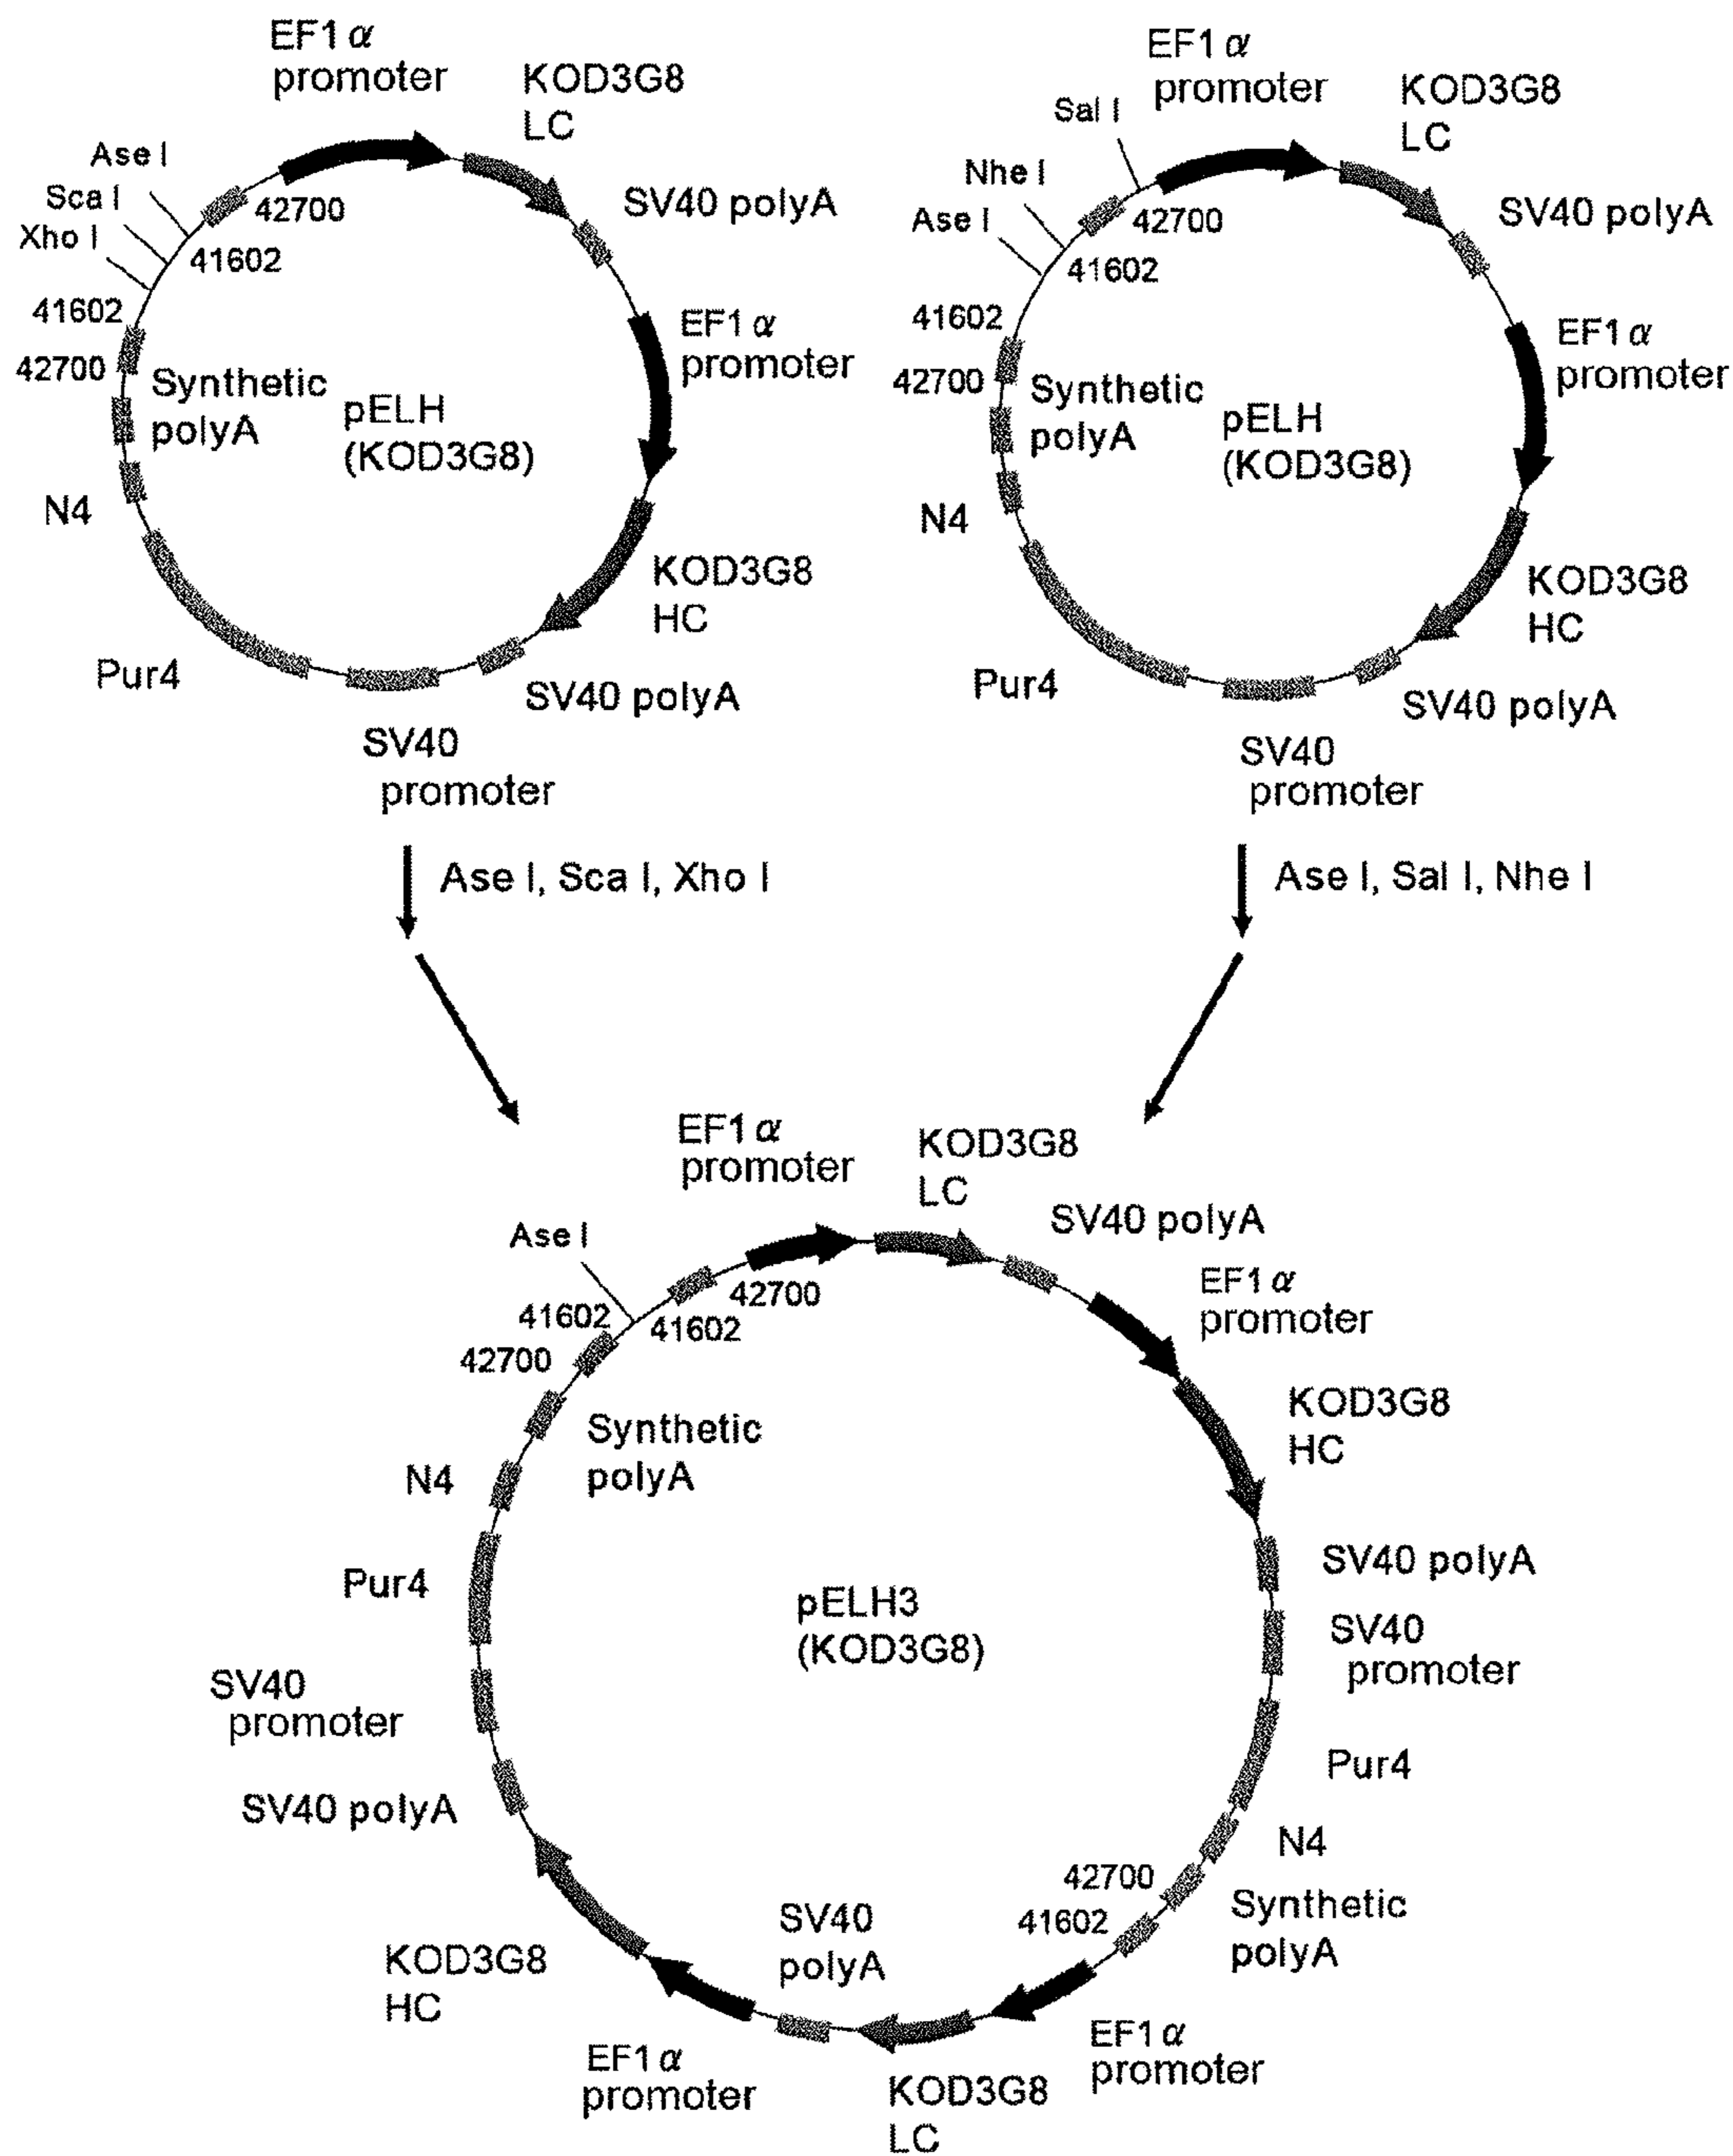 EF1α
promoter
KOD3G8
LC
Ase I
Sca I
Xho I
42700
41602
SV40 polyA
41602
42700
EF1α
promoter
Synthetic
polyA
pELH
(KOD3G8)
N4
KOD3G8
HC
Pur4
SV40 polyA
SV40
promoter
EF1α
promoter
KOD3G8
LC
Sal I
Nhe I
Ase I
42700
41602
SV40 polyA
41602
42700
EF1α
promoter
Synthetic
polyA
pELH
(KOD3G8)
N4
KOD3G8
HC
Pur4
SV40 polyA
SV40
promoter
Ase I, Sca I, Xho I
Ase I, Sal I, Nhe I
EF1α
promoter
KOD3G8
LC
SV40 polyA
Ase I
42700
41602
41602
42700
EF1α
promoter
KOD3G8
HC
Synthetic
polyA
N4
Pur4
pELH3
(KOD3G8)
SV40 polyA
SV40
promoter
SV40
promoter
Pur4
SV40 polyA
N4
42700
41602
Synthetic
polyA
SV40
polyA
KOD3G8
HC
EF1α
promoter
KOD3G8
LC
EF1α
promoter